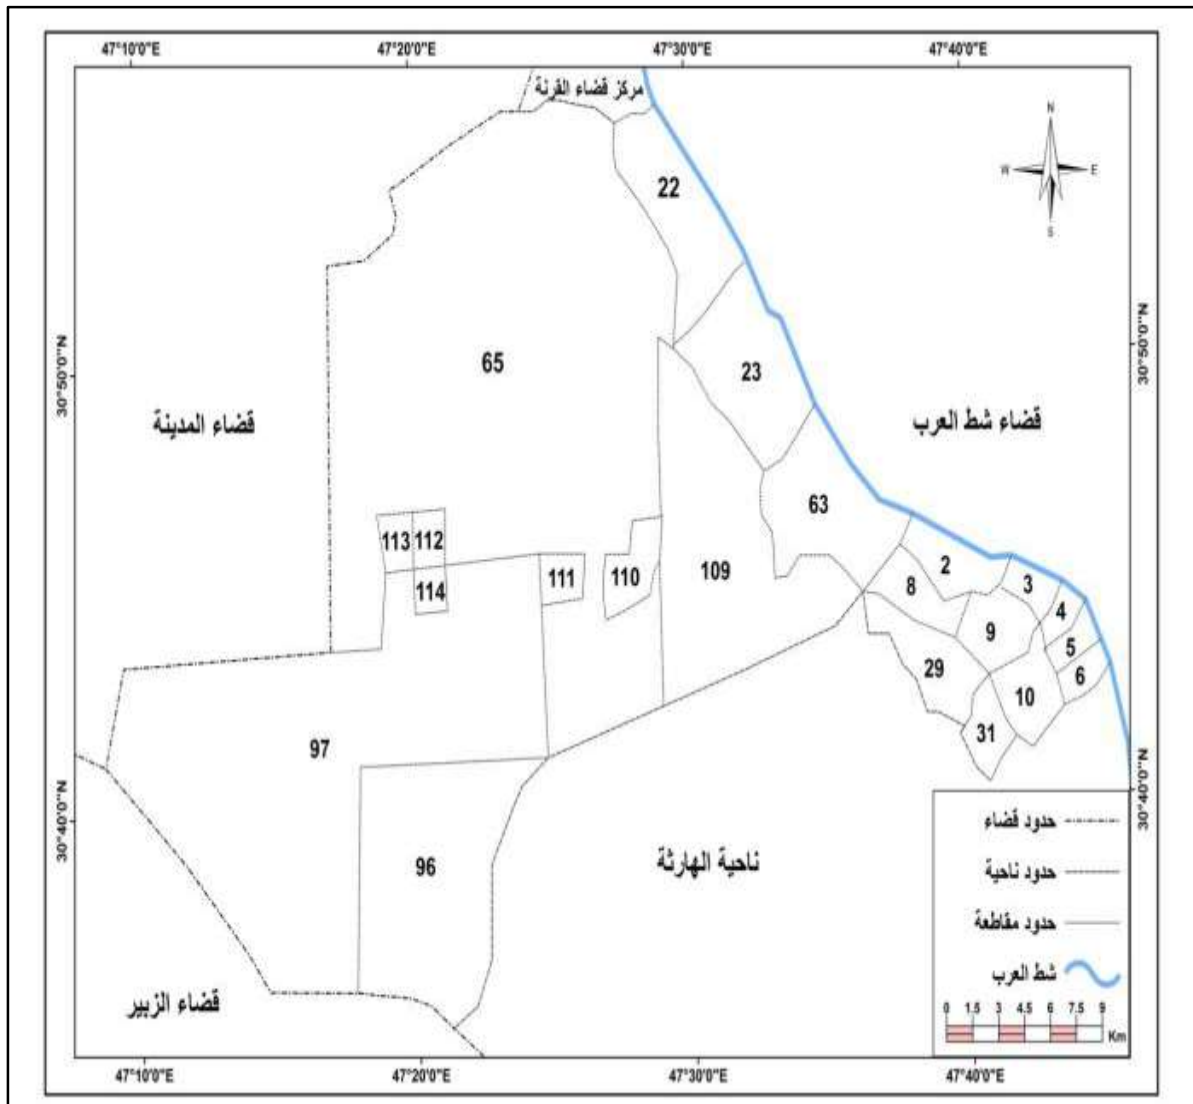 47°10'0"E 47°20'0"E 47°30'0"E 47°40'0"E
مركز قضاء القرنة
N
W E
S
22
30°50'0"N
30°50'0"N
65
23
قضاء المدينة
قضاء شط العرب
63
113 112
111 110 109
114
2
8
3
4
9
5
29
6
10
31
97
30°40'0"N
30°40'0"N
96
ناحية الهارثة
قضاء الزبير
حدود قضاء
حدود ناحية
حدود مقاطعة
شط العرب
0 1.5 3 4.5 6 7.5 9
Km
47°10'0"E 47°20'0"E 47°30'0"E 47°40'0"E